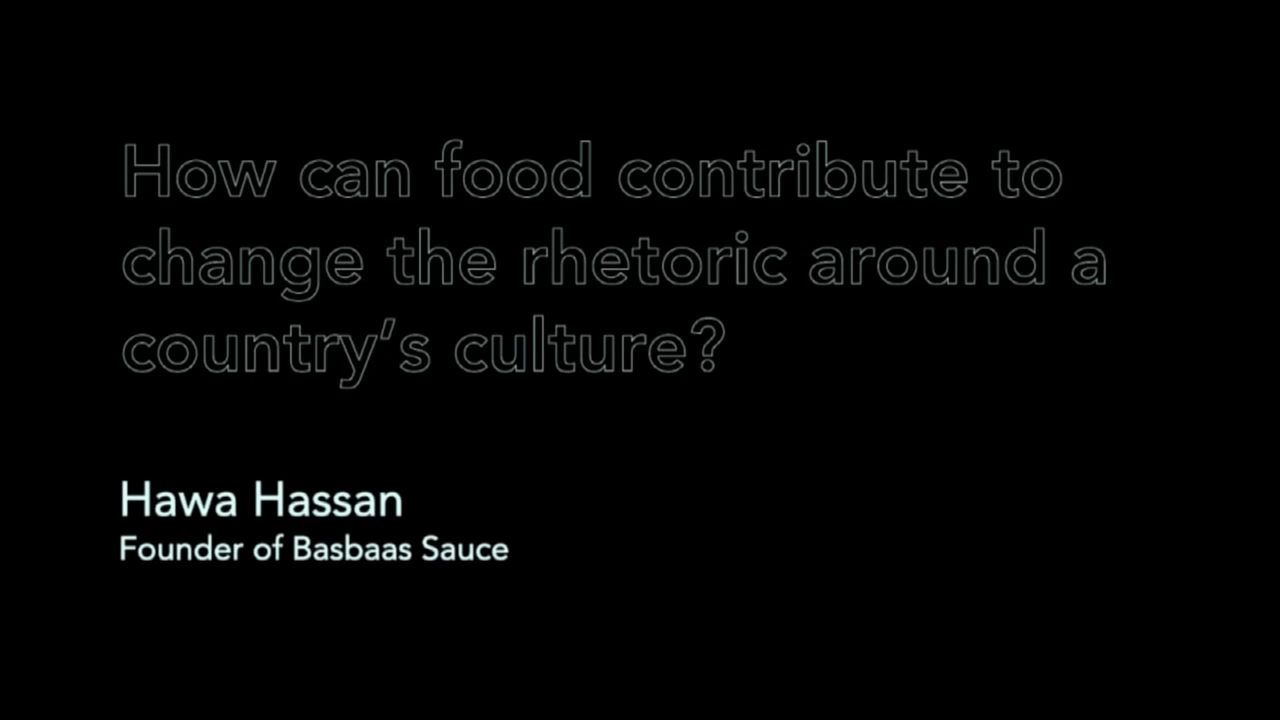 How can food contribute to
change the rhetoric around a
country's culture?
Hawa Hassan
Founder of Basbaas Sauce